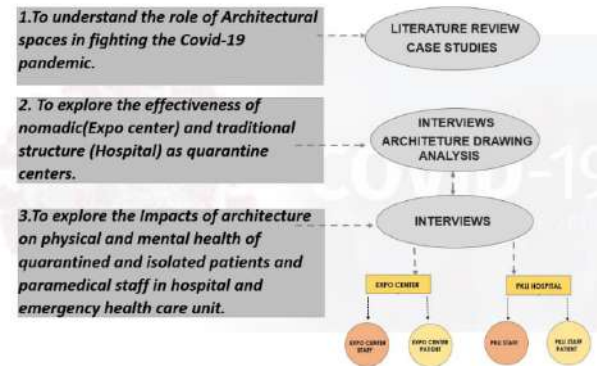 1.To understand the role of Architectural
spaces in fighting the Covid-19
pandemic.
LITERATURE REVIEW
CASE STUDIES
2. To explore the effectiveness of
nomadic(Expo center) and traditional
structure (Hospital) as quarantine
centers.
INTERVIEWS
ARCHITETURE DRAWING
ANALYSIS
COVID-19
3.To explore the Impacts of architecture
on physical and mental health of
quarantined and isolated patients and
paramedical staff in hospital and
emergency health care unit.
INTERVIEWS
EXPO CENTER
PKLI HOSPITAL
EXPO CENTER
STAFF
EXPO CENTER
PATIENT
PKLI STAFF
PKLI STAFF
PATIENT